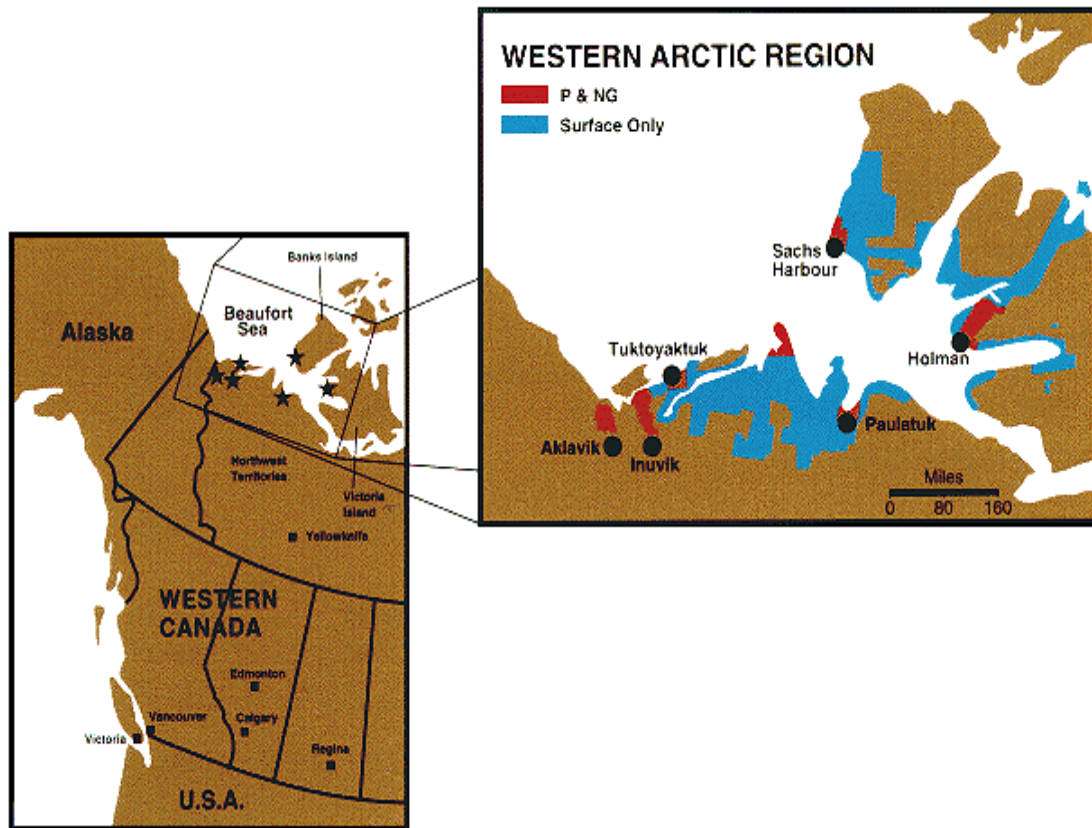 WESTERN ARCTIC REGION
P & NG
Surface Only
Sachs
Harbour
Tuktoyaktuk
Holman
Aklavik
Inuvik
Paulatuk
Miles
0 80 160
Banks Island
Beaufort
Sea
Alaska
Northwest
Territories
Victoria
Island
Yellowknife
WESTERN
CANADA
Edmonton
Vancouver
Calgary
Victoria
Regina
U.S.A.